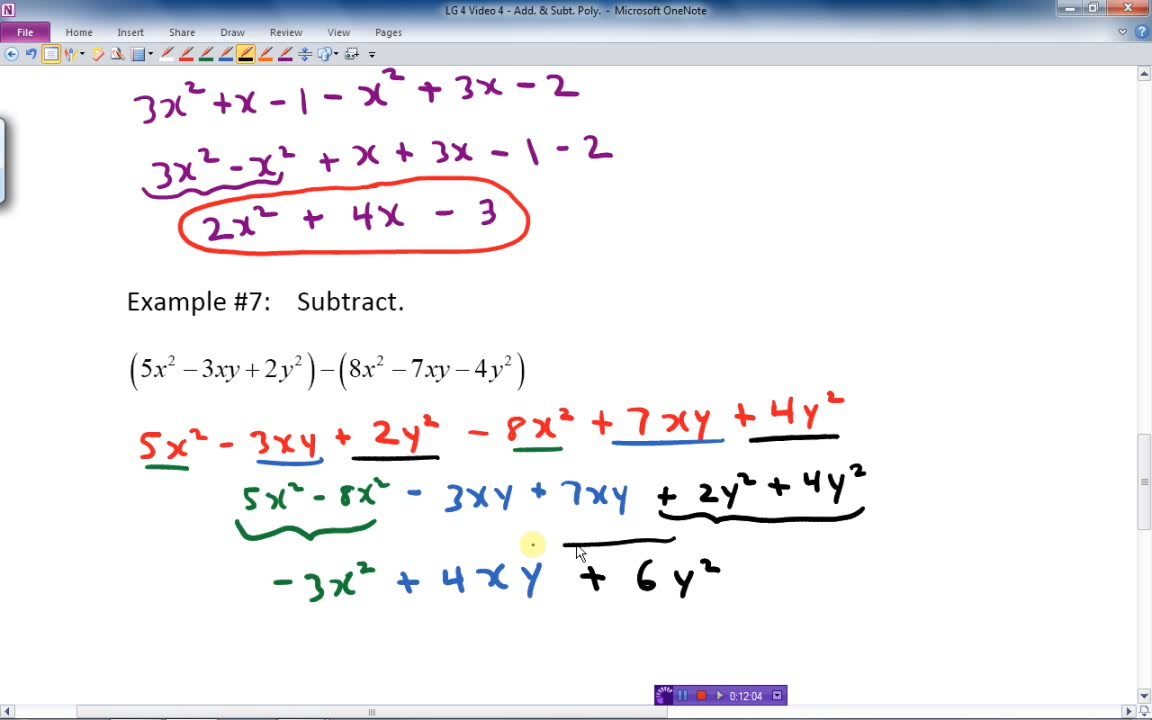 LG 4 Video 4 - Add. & Subt. Poly. - Microsoft OneNote
File Home Insert Share Draw Review View Pages
3x² + x - 1 - x² + 3x - 2
3x² - x² + x + 3x - 1 - 2
2x² + 4x - 3
Example #7: Subtract.
(5x² - 3xy + 2y²) - (8x² - 7xy - 4y²)
5x² - 3xy + 2y² - 8x² + 7xy + 4y²
5x² - 8x² - 3xy + 7xy + 2y² + 4y²
-3x² + 4xy + 6y²
0:12:04